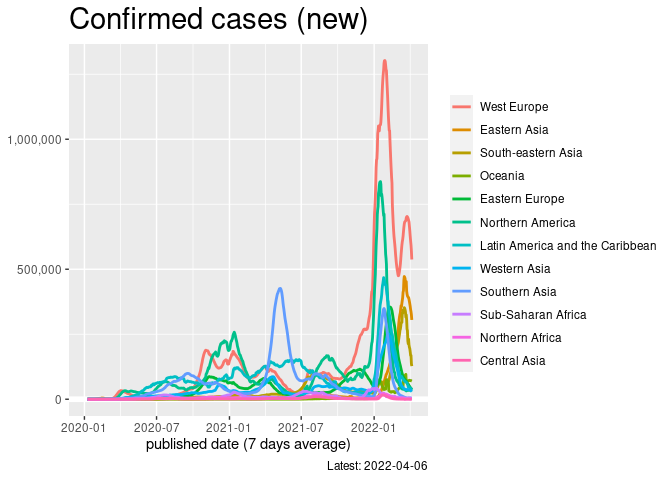 Confirmed cases (new)
1,000,000
500,000
0
2020-01
2020-07
2021-01
2021-07
2022-01
published date (7 days average)
Latest: 2022-04-06
West Europe
Eastern Asia
South-eastern Asia
Oceania
Eastern Europe
Northern America
Latin America and the Caribbean
Western Asia
Southern Asia
Sub-Saharan Africa
Northern Africa
Central Asia